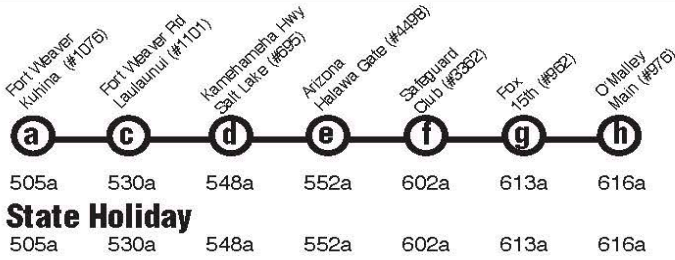 Fort Weaver
Kuhina (#1076)
Fort Weaver Rd
Laulaunui (#1101)
Kamehameha Hwy
Salt Lake (#695)
Arizona
Halawa Gate (#4498)
Safeguard
Club (#3362)
Fox
15th (#962)
O'Malley
Main (#976)
a c d e f g h
505a 530a 548a 552a 602a 613a 616a
State Holiday
505a 530a 548a 552a 602a 613a 616a